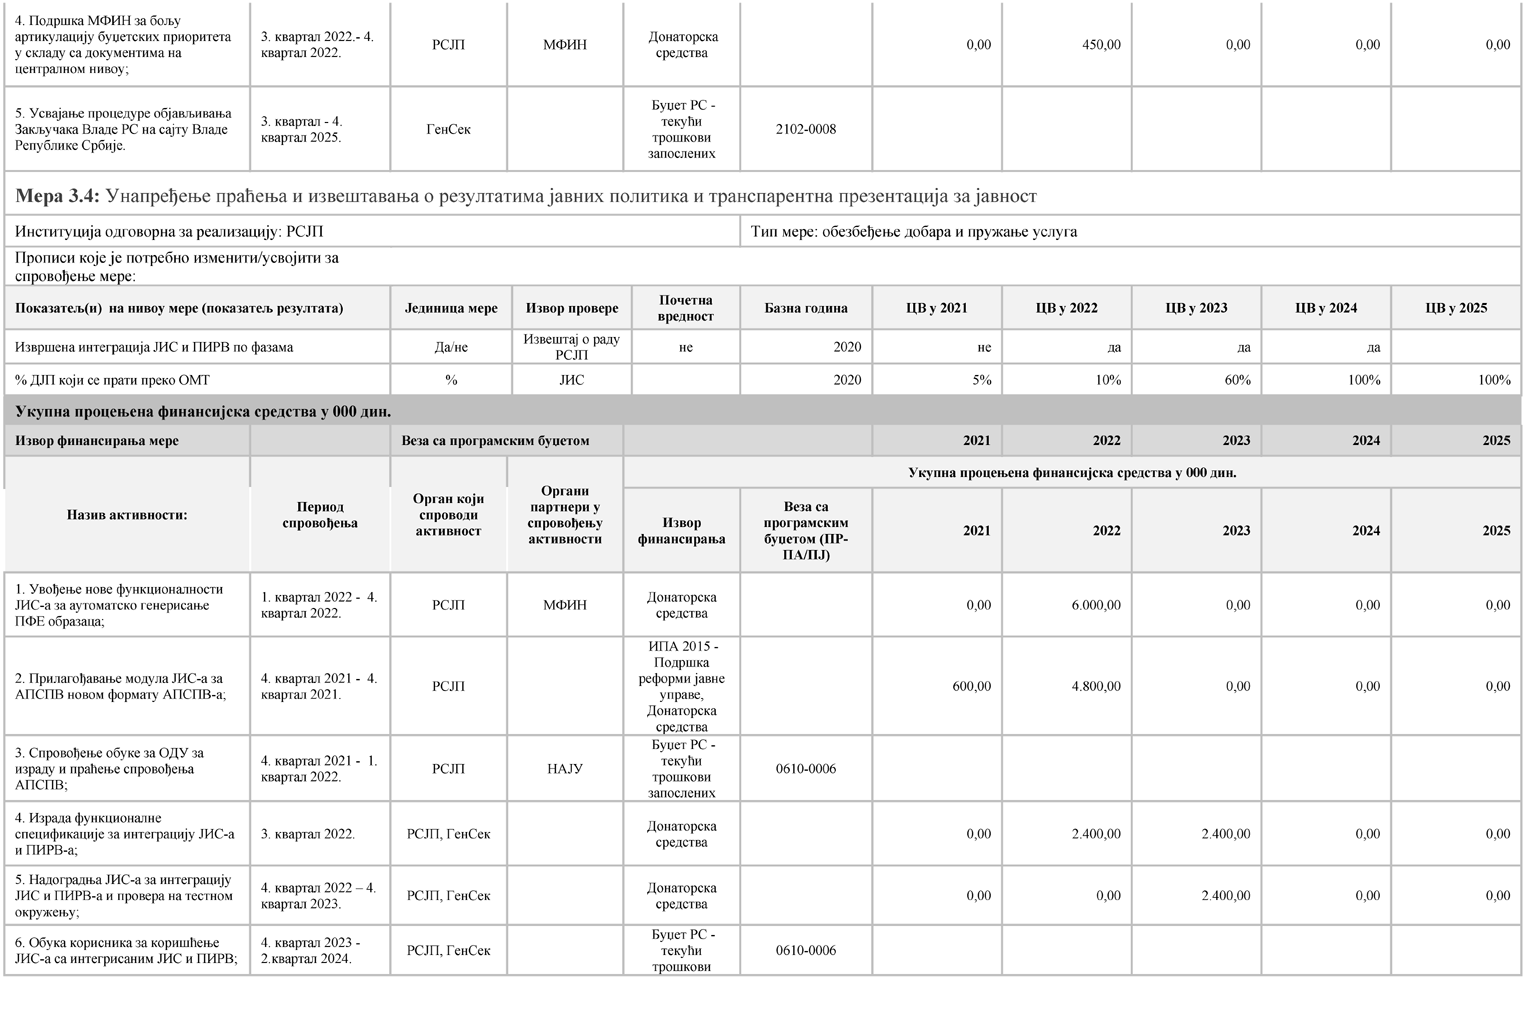 4. Подршка МФИН за бољу
артикулацију буџетских приоритета
у складу са документима на
централном нивоу;
3. квартал 2022.- 4.
квартал 2022.
РСЈП
МФИН
Донаторска
средства
0,00
450,00
0,00
0,00
0,00
5. Усвајање процедуре објављивања
Закључака Владе РС на сајту Владе
Републике Србије.
3. квартал - 4.
квартал 2025.
ГенСек
Буџет РС -
текући
трошкови
запослених
2102-0008
Мера 3.4: Унапређење праћења и извештавања о резултатима јавних политика и транспарентна презентација за јавност
Институција одговорна за реализацију: РСЈП
Тип мере: обезбеђење добара и пружање услуга
Прописи које је потребно изменити/усвојити за
спровођење мере:
Показатељ(и) на нивоу мере (показатељ резултата)
Јединица мере
Извор провере
Почетна
вредност
Базна година
ЦВ у 2021
ЦВ у 2022
ЦВ у 2023
ЦВ у 2024
ЦВ у 2025
Извршена интеграција ЈИС и ПИРВ по фазама
Да/не
Извештај о раду
РСЈП
не
2020
не
да
да
да
% ДЈП који се прати преко ОМТ
%
ЈИС
2020
5%
10%
60%
100%
100%
Укупна процењена финансијска средства у 000 дин.
Извор финансирања мере
Веза са програмским буџетом
2021
2022
2023
2024
2025
Назив активности:
Период
спровођења
Орган који
спроводи
активност
Органи
партнери у
спровођењу
активности
Укупна процењена финансијска средства у 000 дин.
Извор
финансирања
Веза са
програмским
буџетом (ПР-
ПА/ПЈ)
2021
2022
2023
2024
2025
1. Увођење нове функционалности
ЈИС-а за аутоматско генерисање
ПФЕ образаца;
1. квартал 2022 - 4.
квартал 2022.
РСЈП
МФИН
Донаторска
средства
0,00
6.000,00
0,00
0,00
0,00
2. Прилагођавање модула ЈИС-а за
АПСПВ новом формату АПСПВ-а;
4. квартал 2021 - 4.
квартал 2021.
РСЈП
ИПА 2015 -
Подршка
реформи јавне
управе,
Донаторска
средства
600,00
4.800,00
0,00
0,00
0,00
3. Спровођење обуке за ОДУ за
израду и праћење спровођења
АПСПВ;
4. квартал 2021 - 1.
квартал 2022.
РСЈП
НАЈУ
Буџет РС -
текући
трошкови
запослених
0610-0006
4. Израда функционалне
спецификације за интеграцију ЈИС-а
и ПИРВ-а;
3. квартал 2022.
РСЈП, ГенСек
Донаторска
средства
0,00
2.400,00
2.400,00
0,00
0,00
5. Надоградња ЈИС-а за интеграцију
ЈИС и ПИРВ-а и провера на тестном
окружењу;
4. квартал 2022 – 4.
квартал 2023.
РСЈП, ГенСек
Донаторска
средства
0,00
0,00
2.400,00
0,00
0,00
6. Обука корисника за коришћење
ЈИС-а са интегрисаним ЈИС и ПИРВ;
4. квартал 2023 -
2.квартал 2024.
РСЈП, ГенСек
Буџет РС -
текући
трошкови
0610-0006